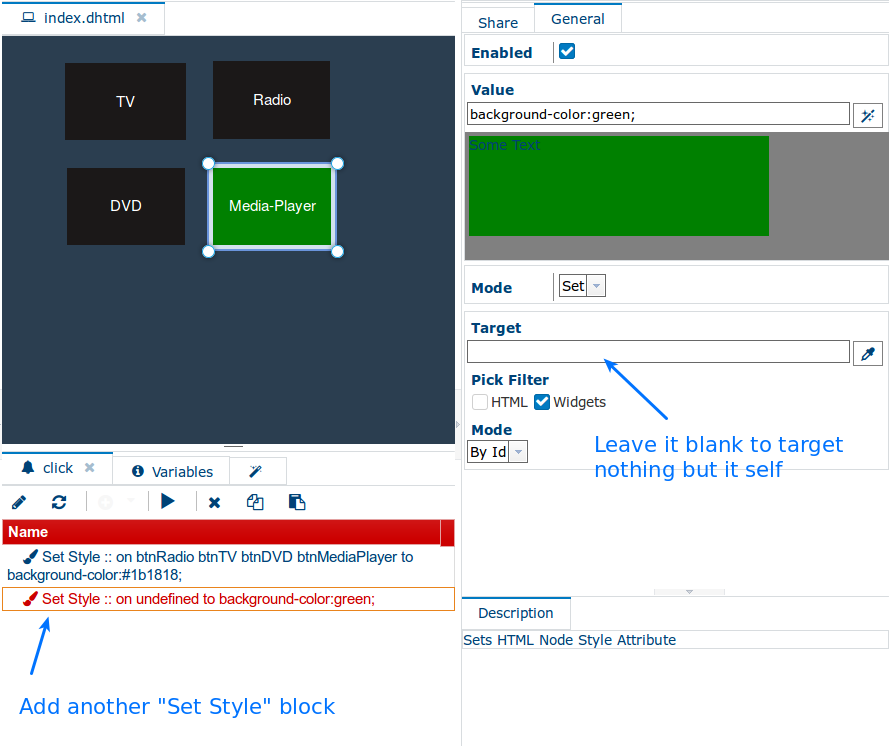 index.dhtml
TV
Radio
DVD
Media-Player
click
Variables
Name
Set Style :: on btnRadio btnTV btnDVD btnMediaPlayer to
background-color:#1b1818;
Set Style :: on undefined to background-color:green;
Add another "Set Style" block
Share
General
Enabled
Value
background-color:green;
Some Text
Mode
Set
Target
Pick Filter
HTML
Widgets
Mode
By Id
Leave it blank to target
nothing but it self
Description
Sets HTML Node Style Attribute